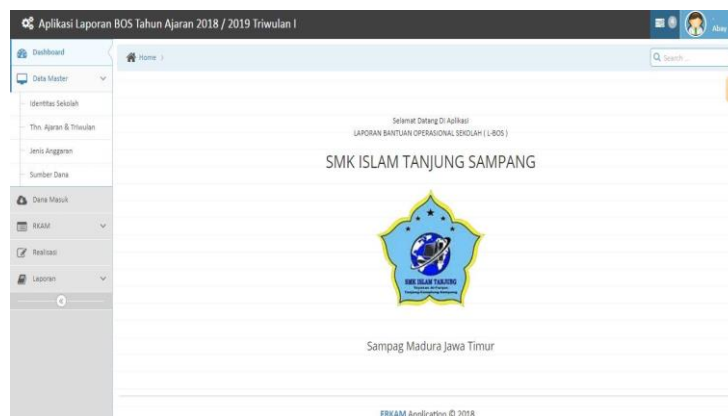 Aplikasi Laporan BOS Tahun Ajaran 2018 / 2019 Triwulan I
Abay
Dashboard
Home
Search ...
Data Master
Identitas Sekolah
Thn. Ajaran & Triwulan
Jenis Anggaran
Sumber Dana
Dana Masuk
RKAM
Realisasi
Laporan
Selamat Datang Di Aplikasi
LAPORAN BANTUAN OPERASIONAL SEKOLAH ( L-BOS )
SMK ISLAM TANJUNG SAMPANG
SMK ISLAM TANJUNG
Sampag Madura Jawa Timur
ERKAM Application © 2018